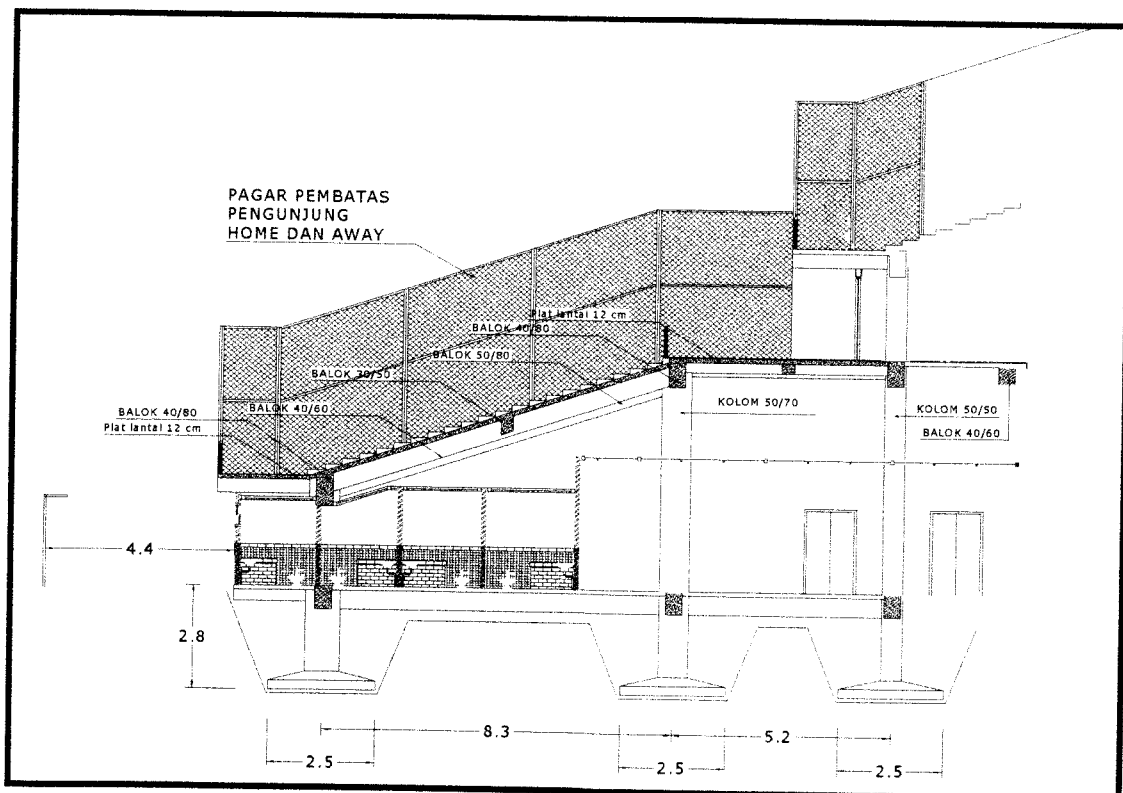 PAGAR PEMBATAS
PENGUNJUNG
HOME DAN AWAY
Plat lantai 12 cm
BALOK 40/80
BALOK 50/80
BALOK 30/50
BALOK 40/80
BALOK 40/60
Plat lantai 12 cm
KOLOM 50/70
KOLOM 50/50
BALOK 40/60
4.4
2.8
8.3
5.2
2.5
2.5
2.5